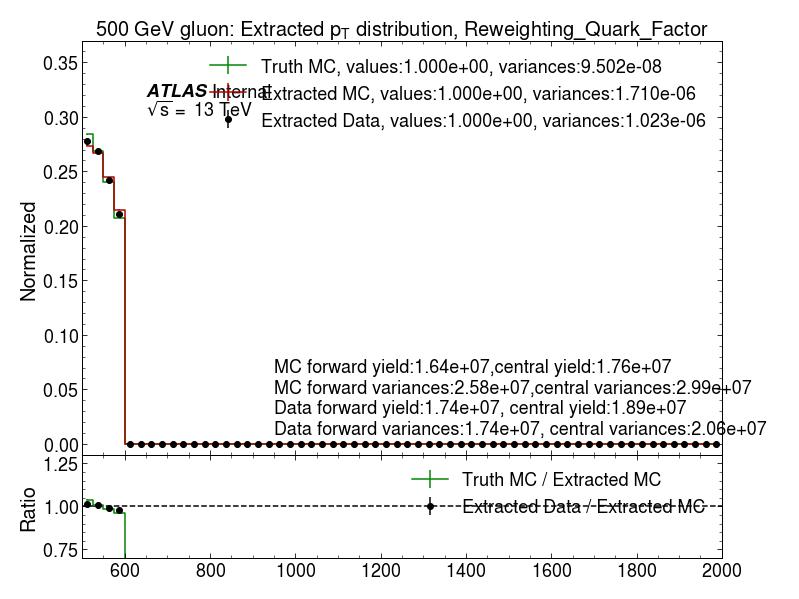 500 GeV gluon: Extracted pT distribution, Reweighting_Quark_Factor
Truth MC, values:1.000e+00, variances:9.502e-08
ATLAS Internal
Extracted MC, values:1.000e+00, variances:1.710e-06
√s = 13 TeV
Extracted Data, values:1.000e+00, variances:1.023e-06
Normalized
0.35
0.30
0.25
0.20
0.15
0.10
0.05
0.00
MC forward yield:1.64e+07,central yield:1.76e+07
MC forward variances:2.58e+07,central variances:2.99e+07
Data forward yield:1.74e+07, central yield:1.89e+07
Data forward variances:1.74e+07, central variances:2.06e+07
Ratio
1.25
1.00
0.75
Truth MC / Extracted MC
Extracted Data / Extracted MC
600 800 1000 1200 1400 1600 1800 2000